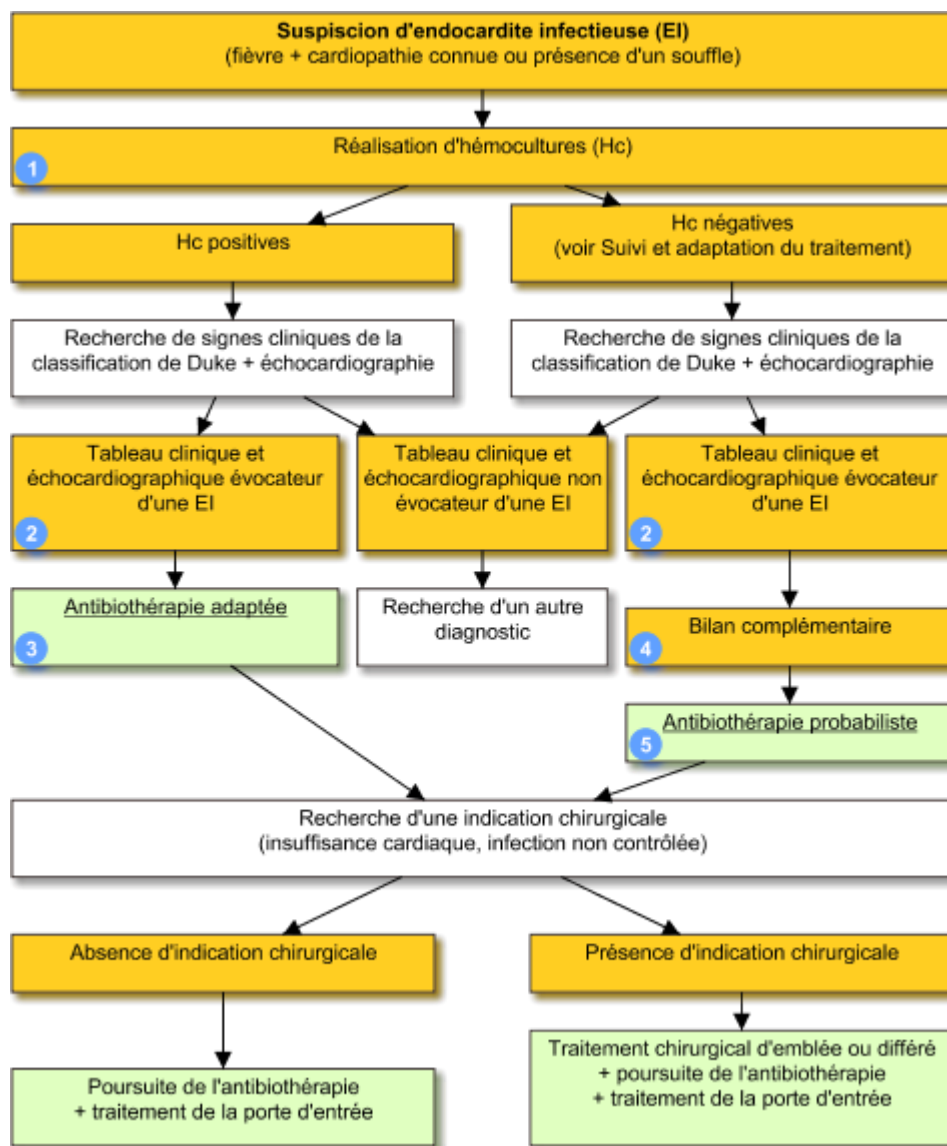 Suspiscion d'endocardite infectieuse (EI)
(fièvre + cardiopathie connue ou présence d'un souffle)
Réalisation d'hémocultures (Hc)
1
Hc positives
Hc négatives
(voir Suivi et adaptation du traitement)
Recherche de signes cliniques de la
classification de Duke + échocardiographie
Recherche de signes cliniques de la
classification de Duke + échocardiographie
Tableau clinique et
échocardiographique évocateur
d'une EI
2
Tableau clinique et
échocardiographique non
évocateur d'une EI
Tableau clinique et
échocardiographique évocateur
d'une EI
2
Antibiothérapie adaptée
3
Recherche d'un autre
diagnostic
Bilan complémentaire
4
Antibiothérapie probabiliste
5
Recherche d'une indication chirurgicale
(insuffisance cardiaque, infection non contrôlée)
Absence d'indication chirurgicale
Présence d'indication chirurgicale
Poursuite de l'antibiothérapie
+ traitement de la porte d'entrée
Traitement chirurgical d'emblée ou différé
+ poursuite de l'antibiothérapie
+ traitement de la porte d'entrée